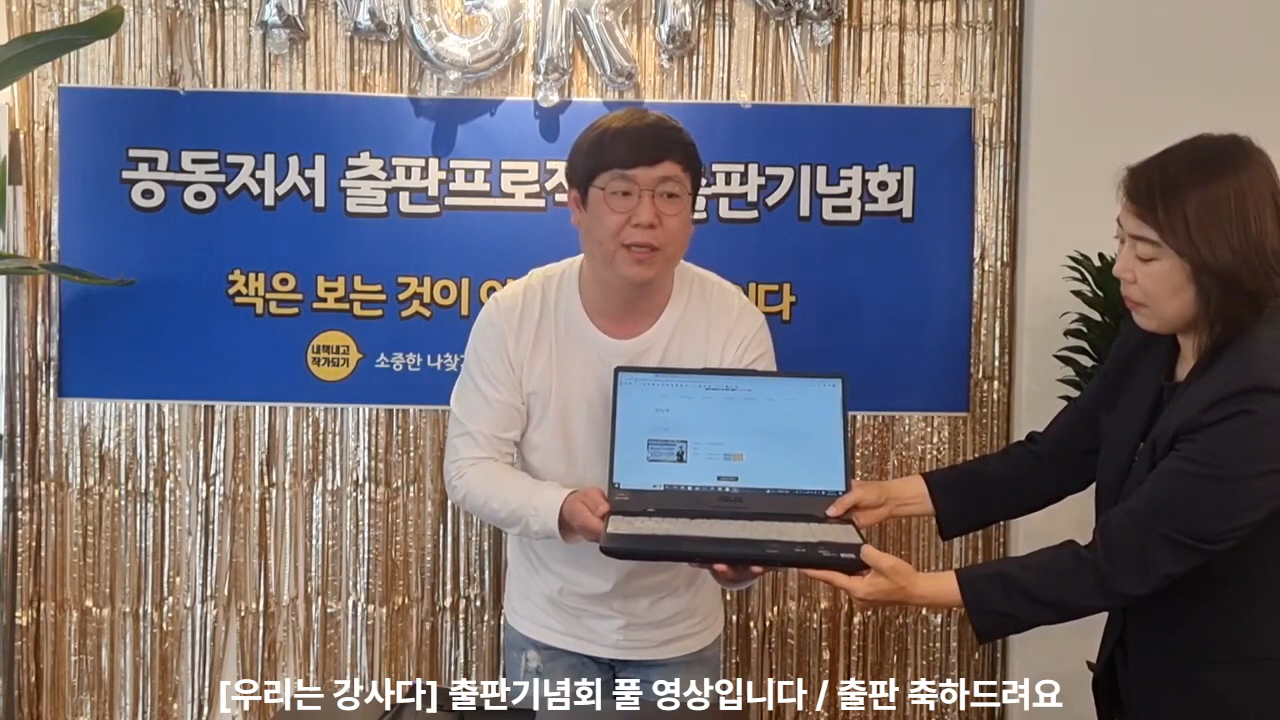 공동저서 출판프로 출판기념회
책은 보는 것이
내책내고
작가되기
소중한 나찾
ASUS
[우리는 강사다] 출판기념회 풀 영상입니다 / 출판 축하드려요